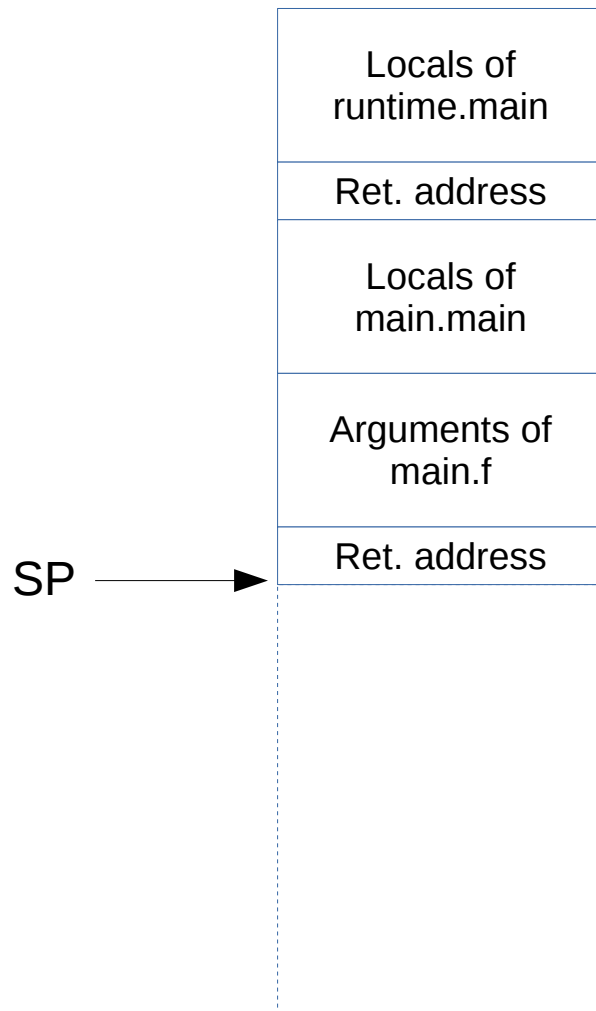 Locals of
runtime.main
Ret. address
Locals of
main.main
Arguments of
main.f
Ret. address
SP